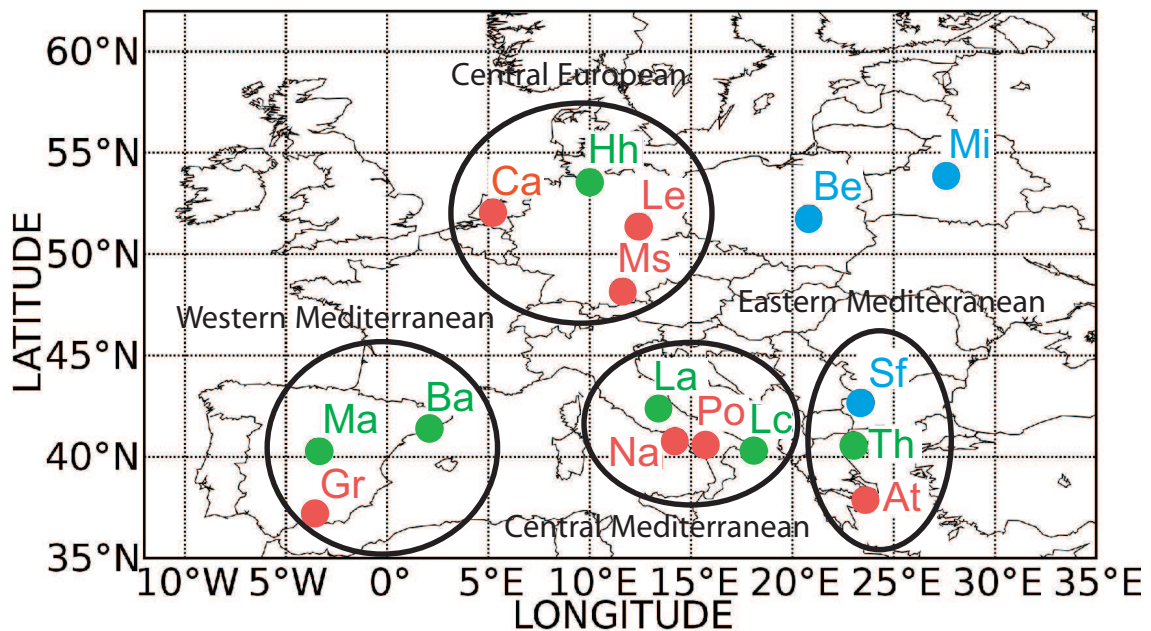 60°N
Central European
55°N
Hh
Mi
Ca
Le
Be
50°N
Ms
Western Mediterranean
Eastern Mediterranean
45°N
Sf
La
Ba
Ma
Po
Lc
Th
40°N
Na
Gr
At
Central Mediterranean
35°N
10°W 5°W 0° 5°E 10°E 15°E 20°E 25°E 30°E 35°E
LONGITUDE
LATITUDE